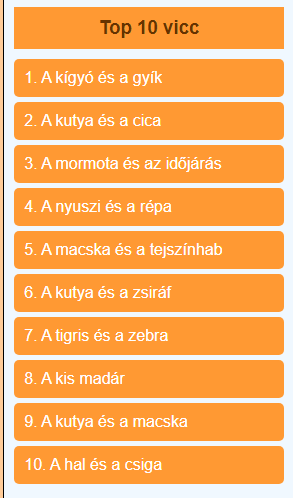 Top 10 vicc
1. A kígyó és a gyík
2. A kutya és a cica
3. A mormota és az időjárás
4. A nyuszi és a répa
5. A macska és a tejszínhab
6. A kutya és a zsiráf
7. A tigris és a zebra
8. A kis madár
9. A kutya és a macska
10. A hal és a csiga